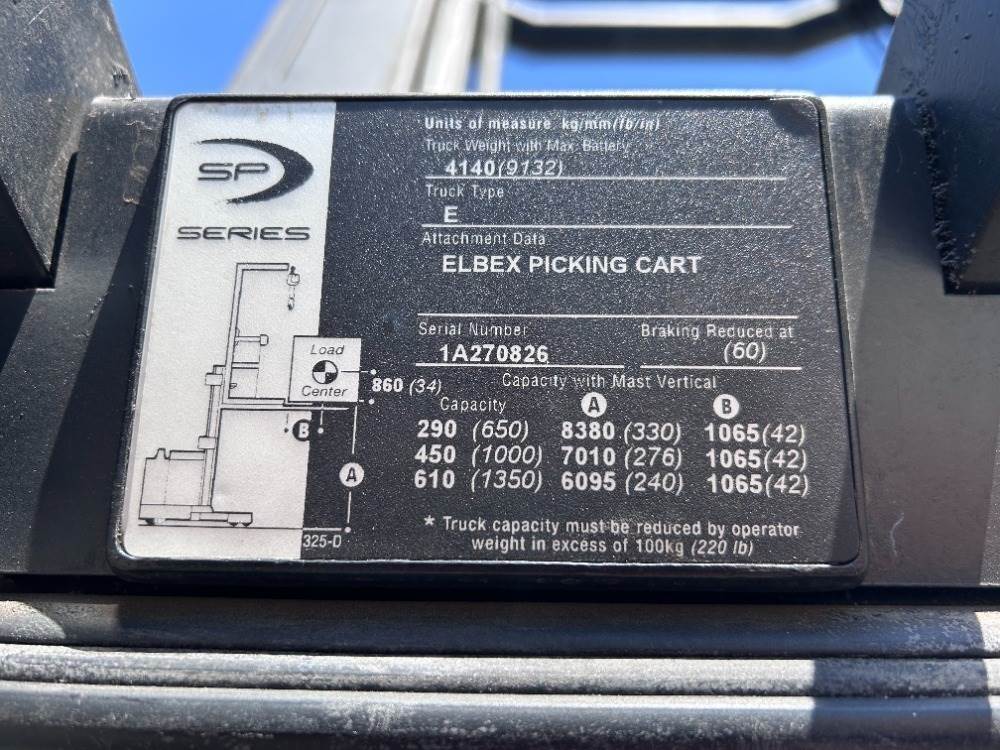 SP
SERIES
Units of measure kg/mm(lb/in)
Truck Weight with Max. Battery
4140(9132)
Truck Type
E
Attachment Data
ELBEX PICKING CART
Serial Number Braking Reduced at
1A270826 (60)
Load
Center
860 (34)
B
A
325-D
Capacity with Mast Vertical
Capacity A B
290 (650) 8380 (330) 1065(42)
450 (1000) 7010 (276) 1065(42)
610 (1350) 6095 (240) 1065(42)
* Truck capacity must be reduced by operator
weight in excess of 100kg (220 lb)